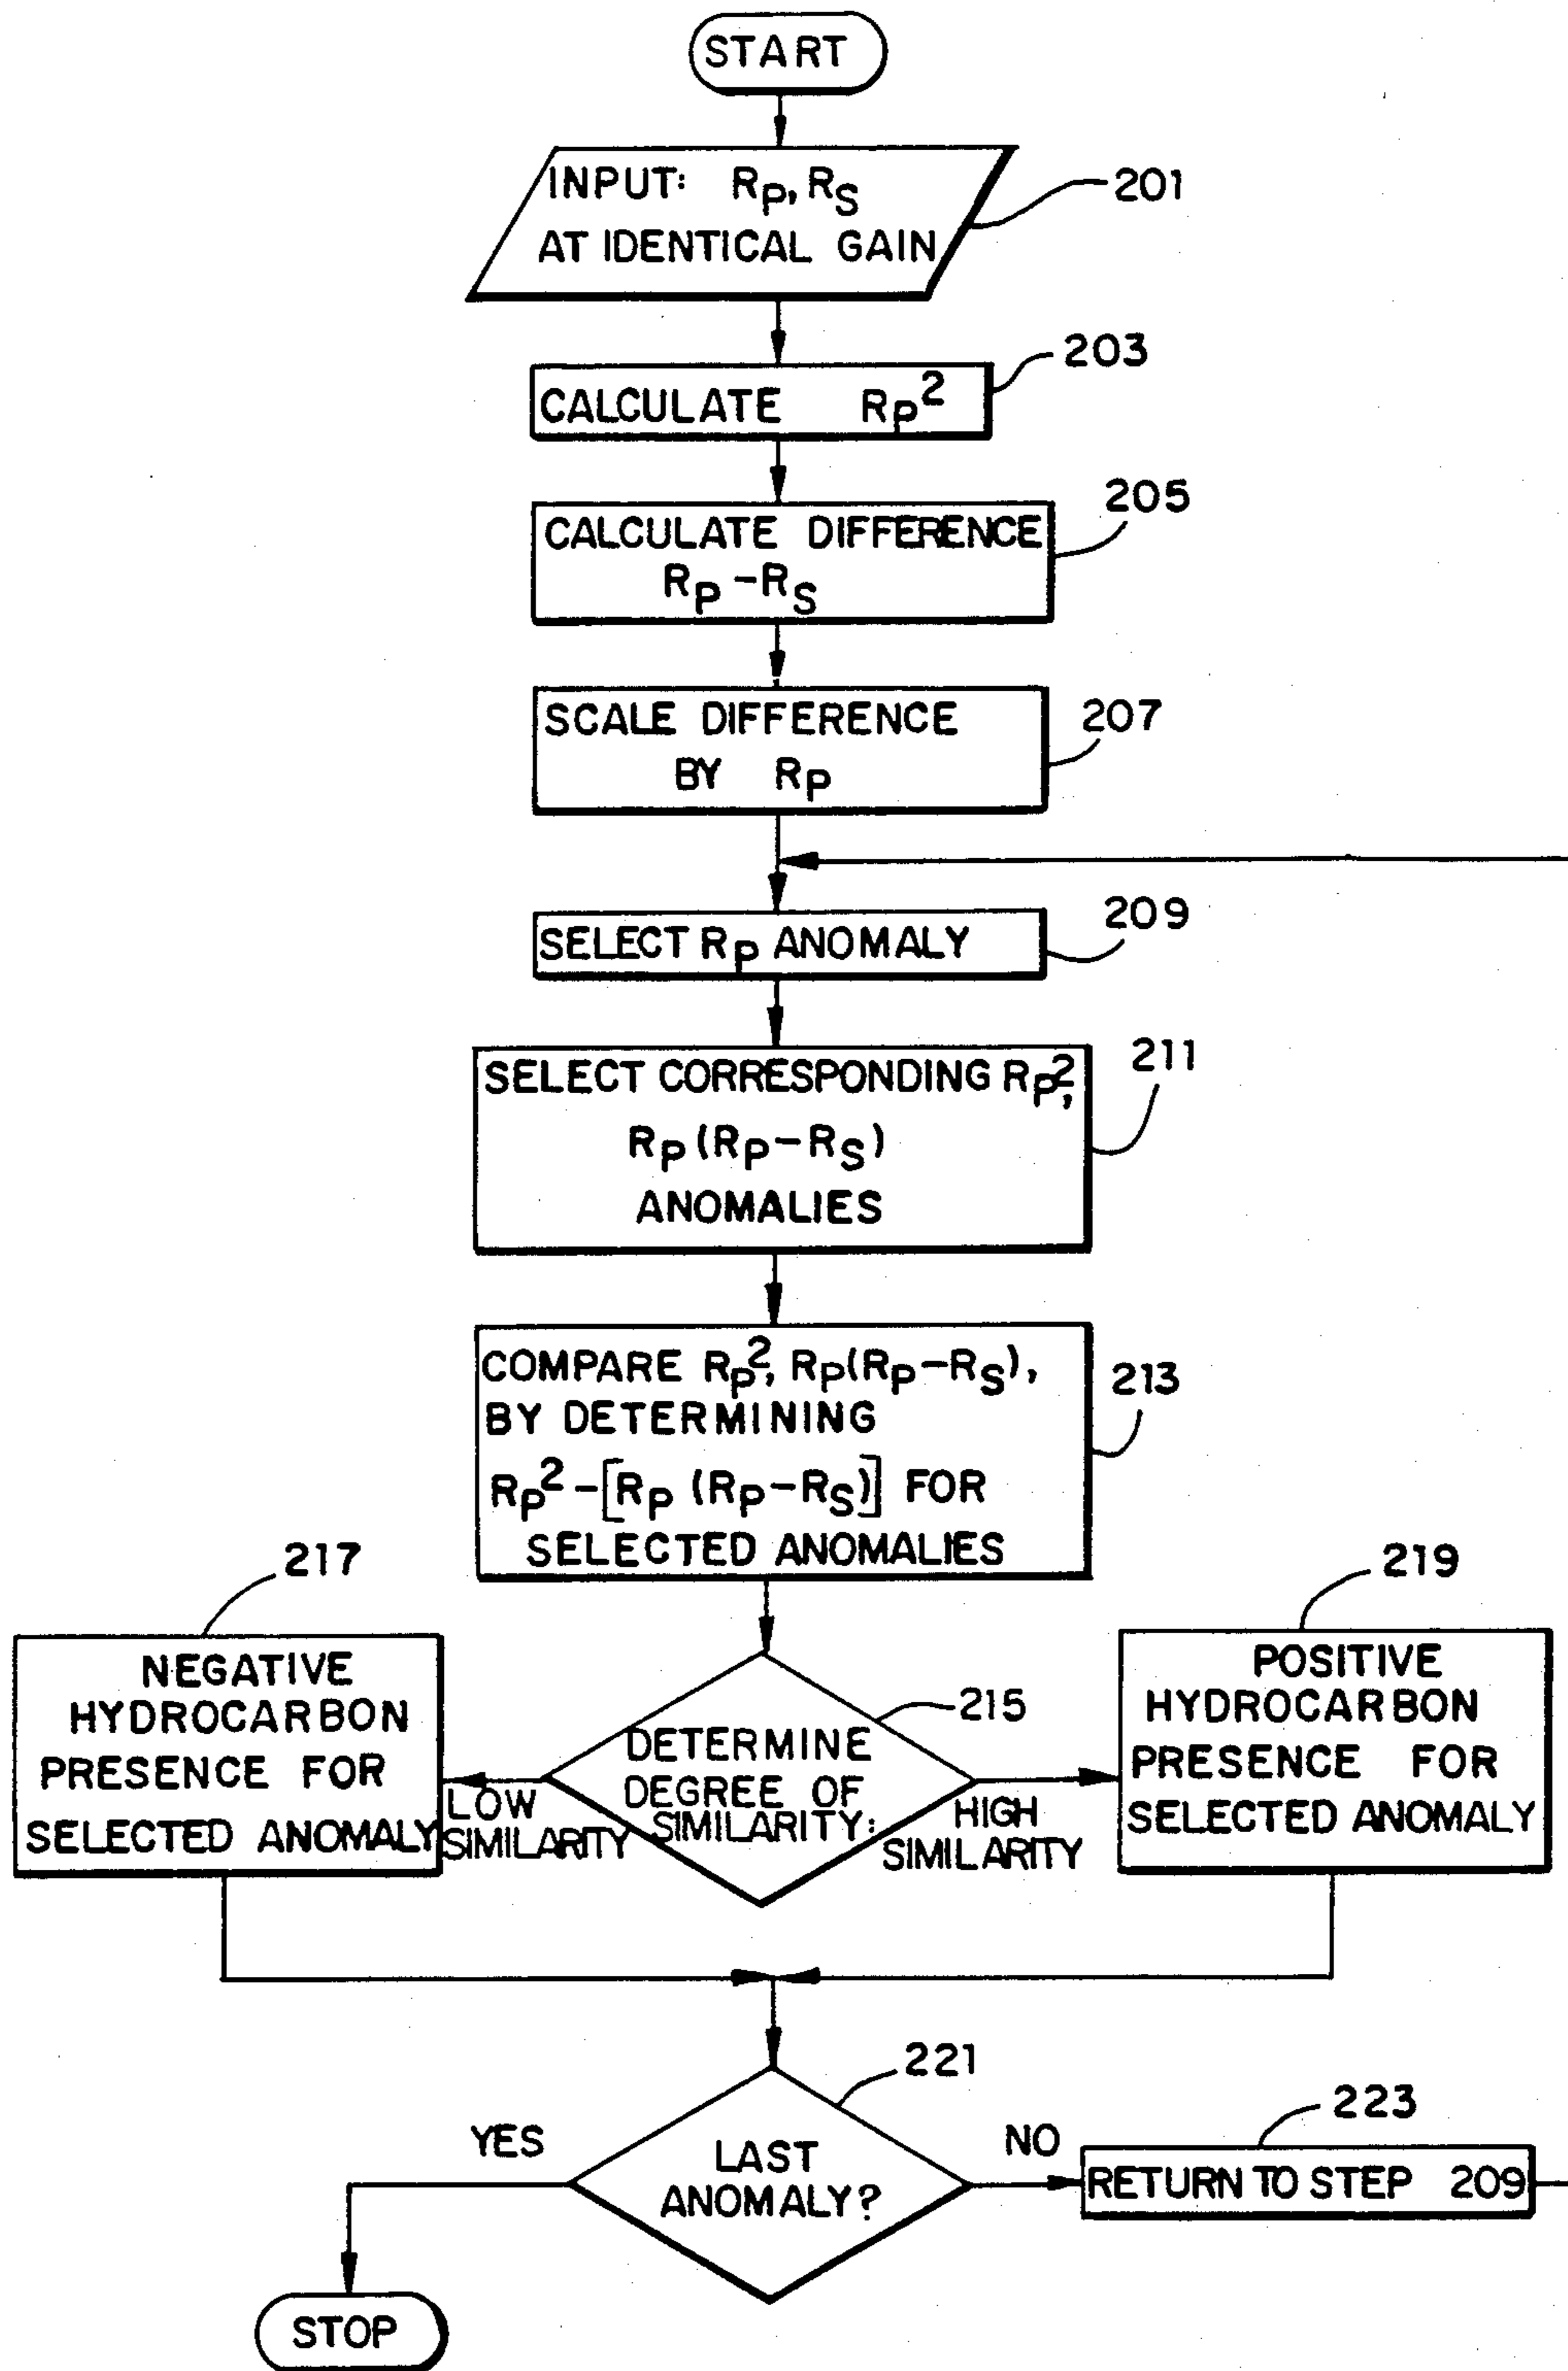 START
INPUT: RP, RS
AT IDENTICAL GAIN
201
203
CALCULATE RP2
205
CALCULATE DIFFERENCE
RP-RS
SCALE DIFFERENCE
BY RP
207
209
SELECT RP ANOMALY
211
SELECT CORRESPONDING RP2,
RP(RP-RS)
ANOMALIES
COMPARE RP2, RP(RP-RS),
BY DETERMINING
RP2-[RP (RP-RS)] FOR
SELECTED ANOMALIES
213
217
NEGATIVE
HYDROCARBON
PRESENCE FOR
SELECTED ANOMALY
215
DETERMINE
DEGREE OF
SIMILARITY:
LOW
SIMILARITY
HIGH
SIMILARITY
219
POSITIVE
HYDROCARBON
PRESENCE FOR
SELECTED ANOMALY
221
LAST
ANOMALY?
YES
NO
223
RETURN TO STEP 209
STOP